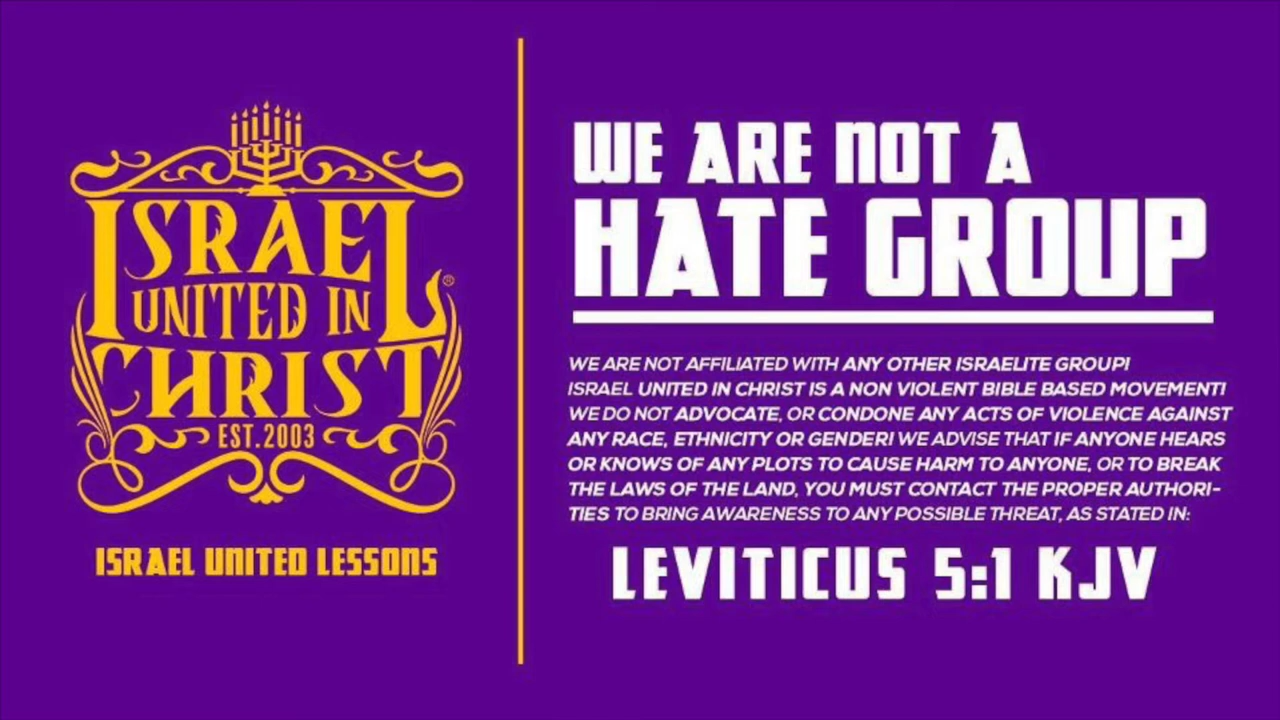 ISRAEL
UNITED IN
CHRIST
EST.2003
®
ISRAEL UNITED LESSONS
WE ARE NOT A
HATE GROUP
WE ARE NOT AFFILIATED WITH ANY OTHER ISRAELITE GROUP!
ISRAEL UNITED IN CHRIST IS A NON VIOLENT BIBLE BASED MOVEMENT!
WE DO NOT ADVOCATE, OR CONDONE ANY ACTS OF VIOLENCE AGAINST
ANY RACE, ETHNICITY OR GENDER! WE ADVISE THAT IF ANYONE HEARS
OR KNOWS OF ANY PLOTS TO CAUSE HARM TO ANYONE, OR TO BREAK
THE LAWS OF THE LAND, YOU MUST CONTACT THE PROPER AUTHORI-
TIES TO BRING AWARENESS TO ANY POSSIBLE THREAT, AS STATED IN:
LEVITICUS 5:1 KJV